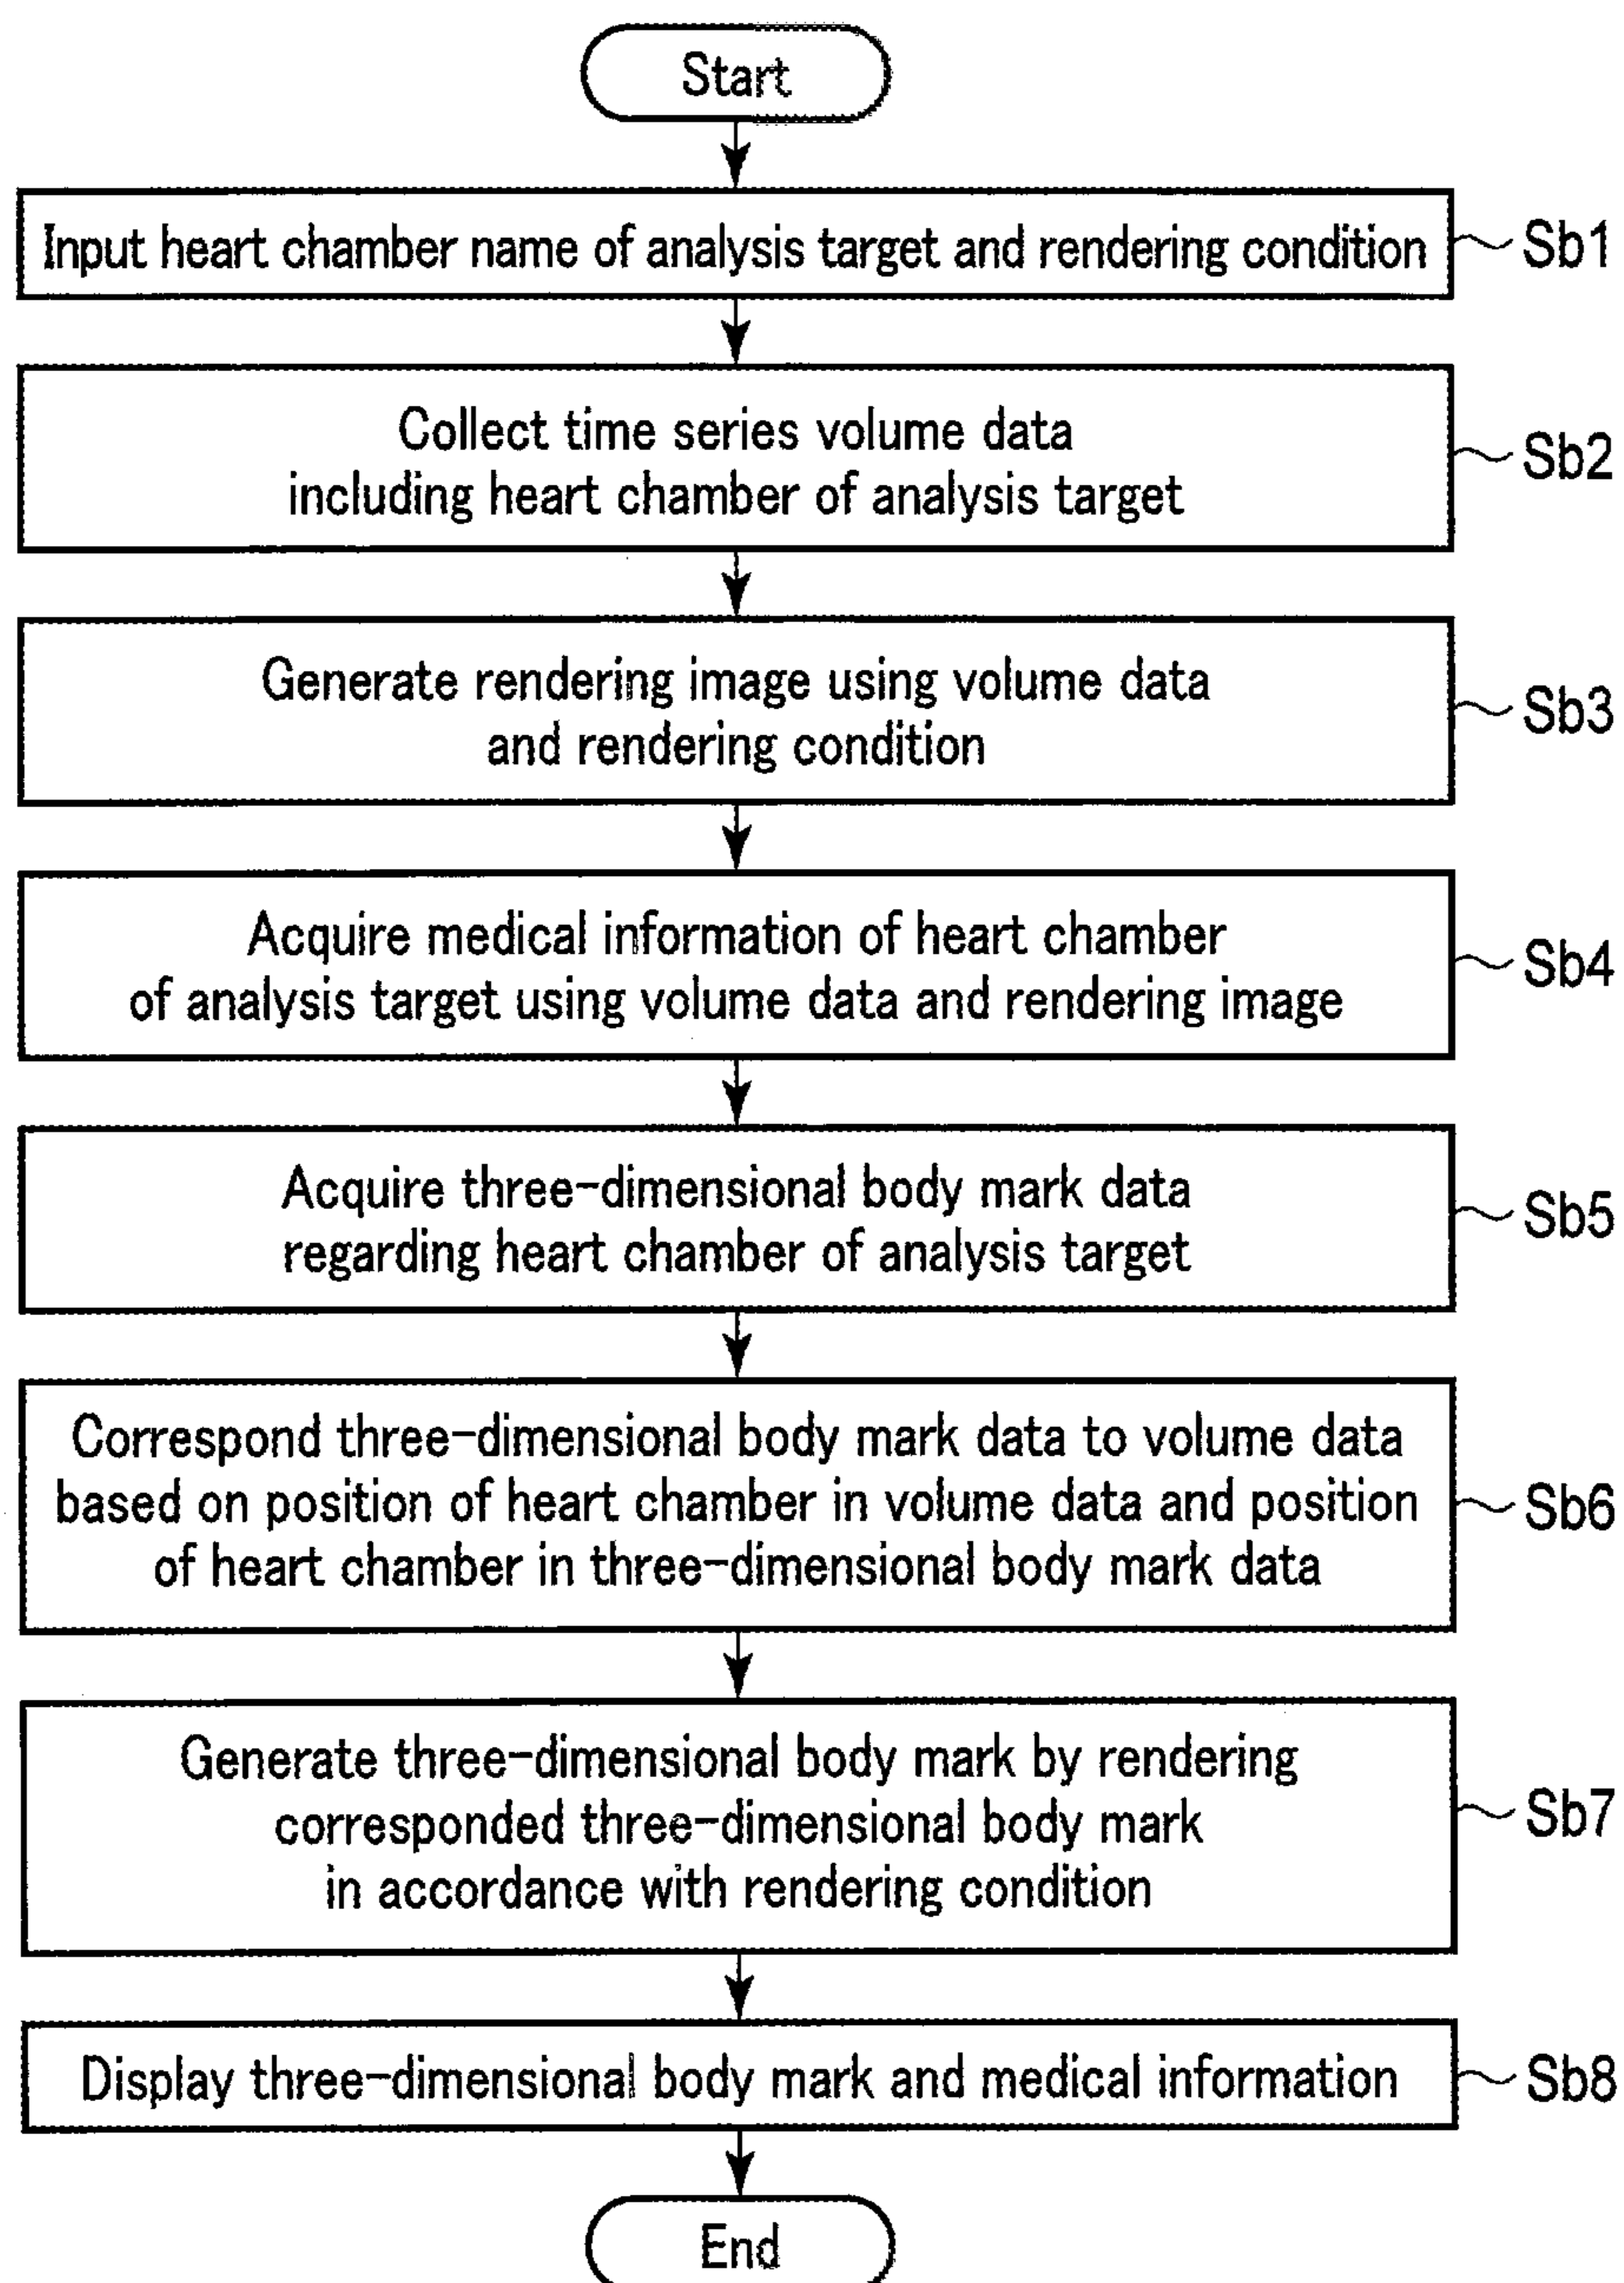 Start
Input heart chamber name of analysis target and rendering condition
Sb1
Collect time series volume data
including heart chamber of analysis target
Sb2
Generate rendering image using volume data
and rendering condition
Sb3
Acquire medical information of heart chamber
of analysis target using volume data and rendering image
Sb4
Acquire three-dimensional body mark data
regarding heart chamber of analysis target
Sb5
Correspond three-dimensional body mark data to volume data
based on position of heart chamber in volume data and position
of heart chamber in three-dimensional body mark data
Sb6
Generate three-dimensional body mark by rendering
corresponded three-dimensional body mark
in accordance with rendering condition
Sb7
Display three-dimensional body mark and medical information
Sb8
End